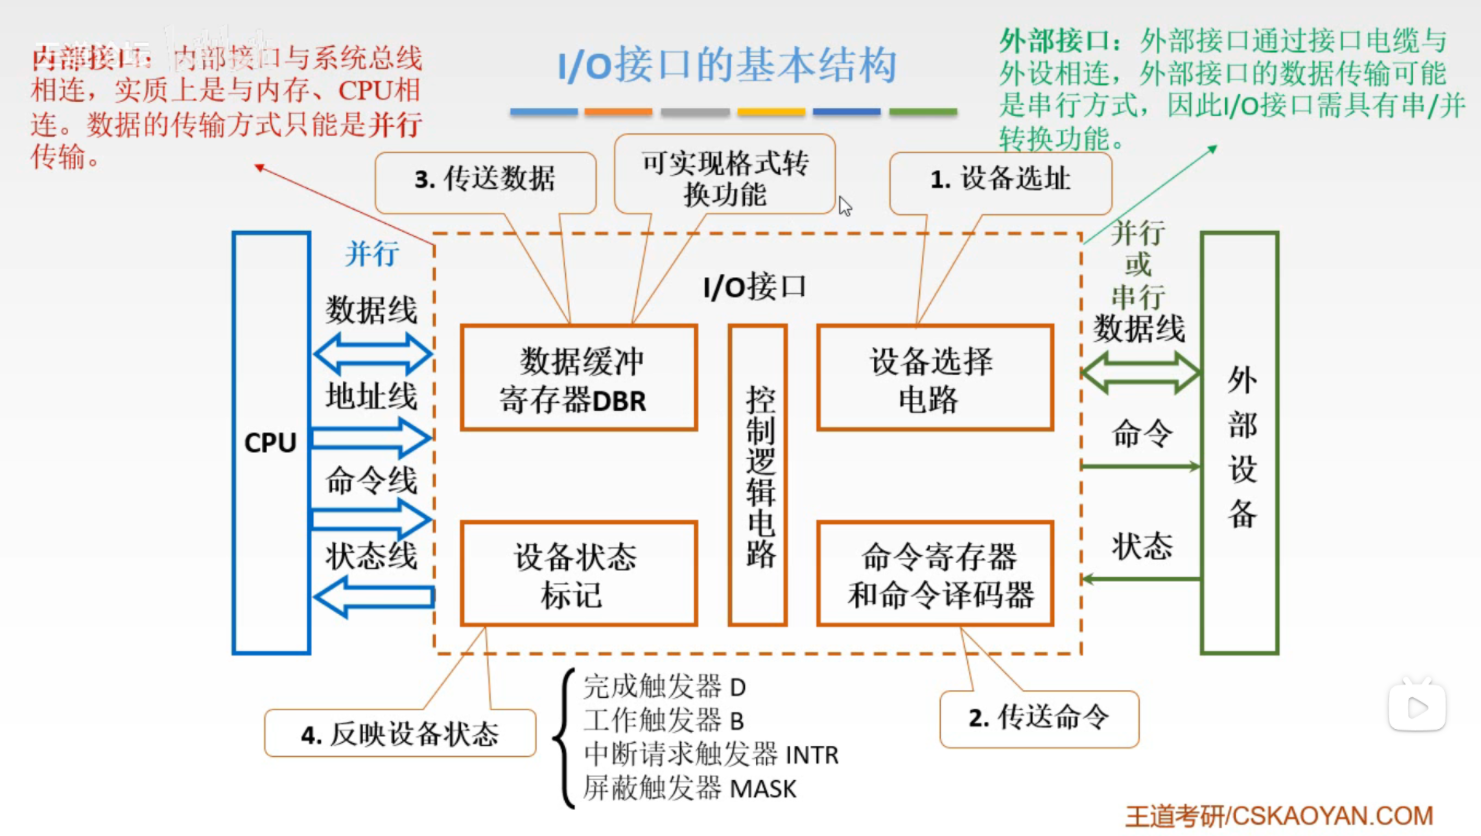 I/O接口的基本结构
内部接口：内部接口与系统总线
相连，实质上是与内存、CPU相
连。数据的传输方式只能是并行
传输。
外部接口：外部接口通过接口电缆与
外设相连，外部接口的数据传输可能
是串行方式，因此I/O接口需具有串/并
转换功能。
3. 传送数据
可实现格式转
换功能
1. 设备选址
并行
数据线
地址线
命令线
状态线
CPU
I/O接口
数据缓冲
寄存器DBR
控制逻辑电路
设备选择
电路
设备状态
标记
命令寄存器
和命令译码器
并行
或
串行
数据线
命令
状态
外部设备
4. 反映设备状态
完成触发器 D
工作触发器 B
中断请求触发器 INTR
屏蔽触发器 MASK
2. 传送命令
王道考研/CSKAOYAN.COM